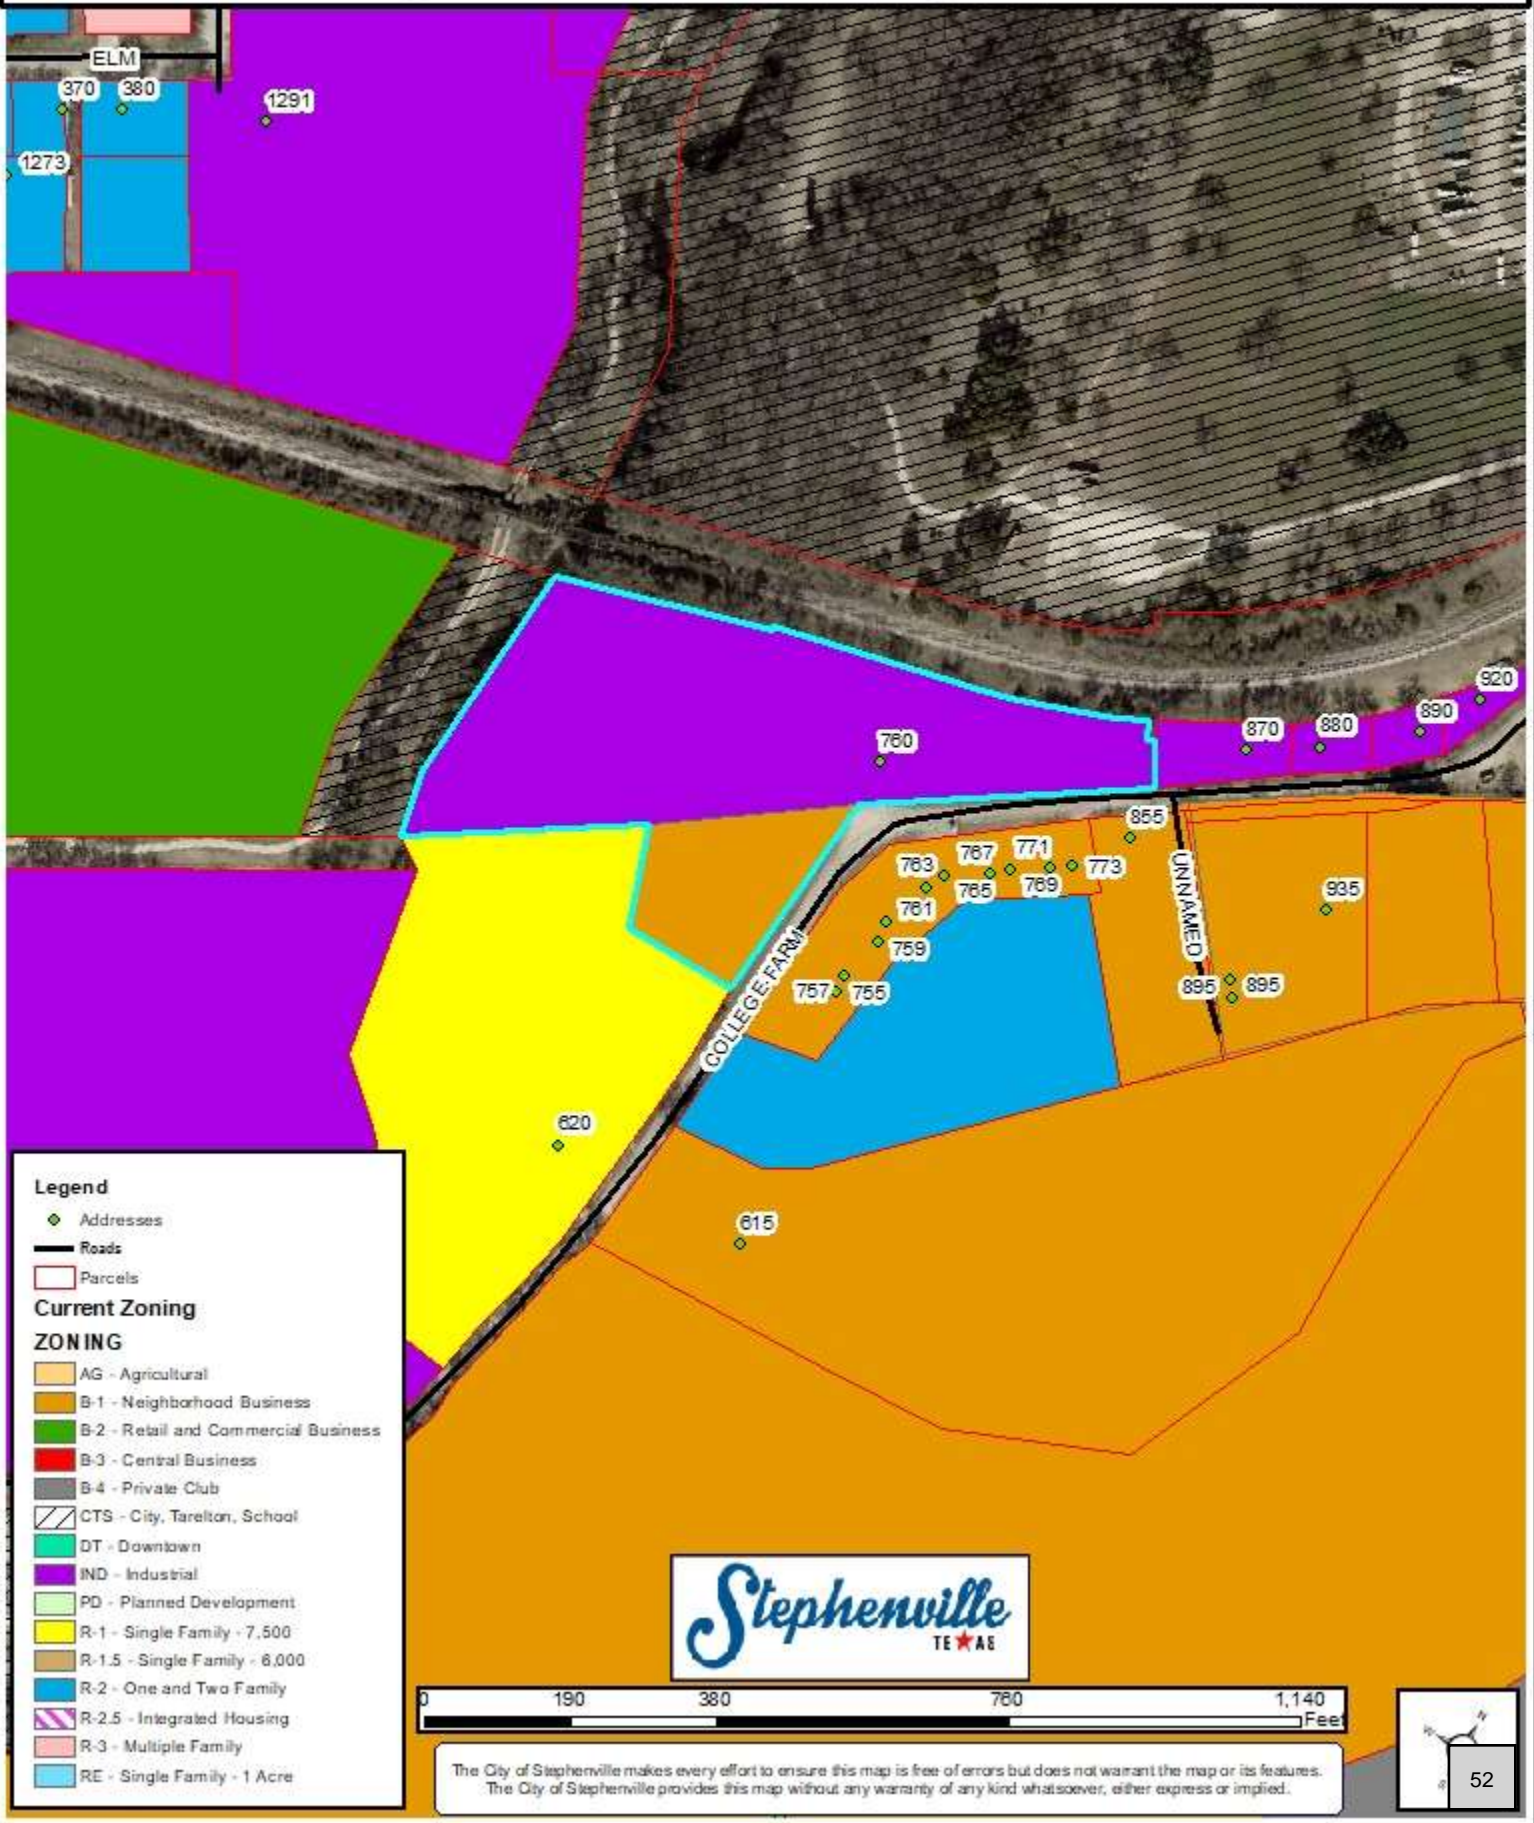 ELM
370
380
1291
1273
920
890
880
870
760
855
771
767
763
773
769
765
761
935
759
UNNAMED
895
895
757
755
COLLEGE FARM
620
615
Legend
Addresses
Roads
Parcels
Current Zoning
ZONING
AG - Agricultural
B-1 - Neighborhood Business
B-2 - Retail and Commercial Business
B-3 - Central Business
B-4 - Private Club
CTS - City, Tarelton, School
DT - Downtown
IND - Industrial
PD - Planned Development
R-1 - Single Family - 7,500
R-1.5 - Single Family - 6,000
R-2 - One and Two Family
R-2.5 - Integrated Housing
R-3 - Multiple Family
RE - Single Family - 1 Acre
Stephenville
TEXAS
0 190 380 760 1,140
Feet
The City of Stephenville makes every effort to ensure this map is free of errors but does not warrant the map or its features.
The City of Stephenville provides this map without any warranty of any kind whatsoever, either express or implied.
N
52